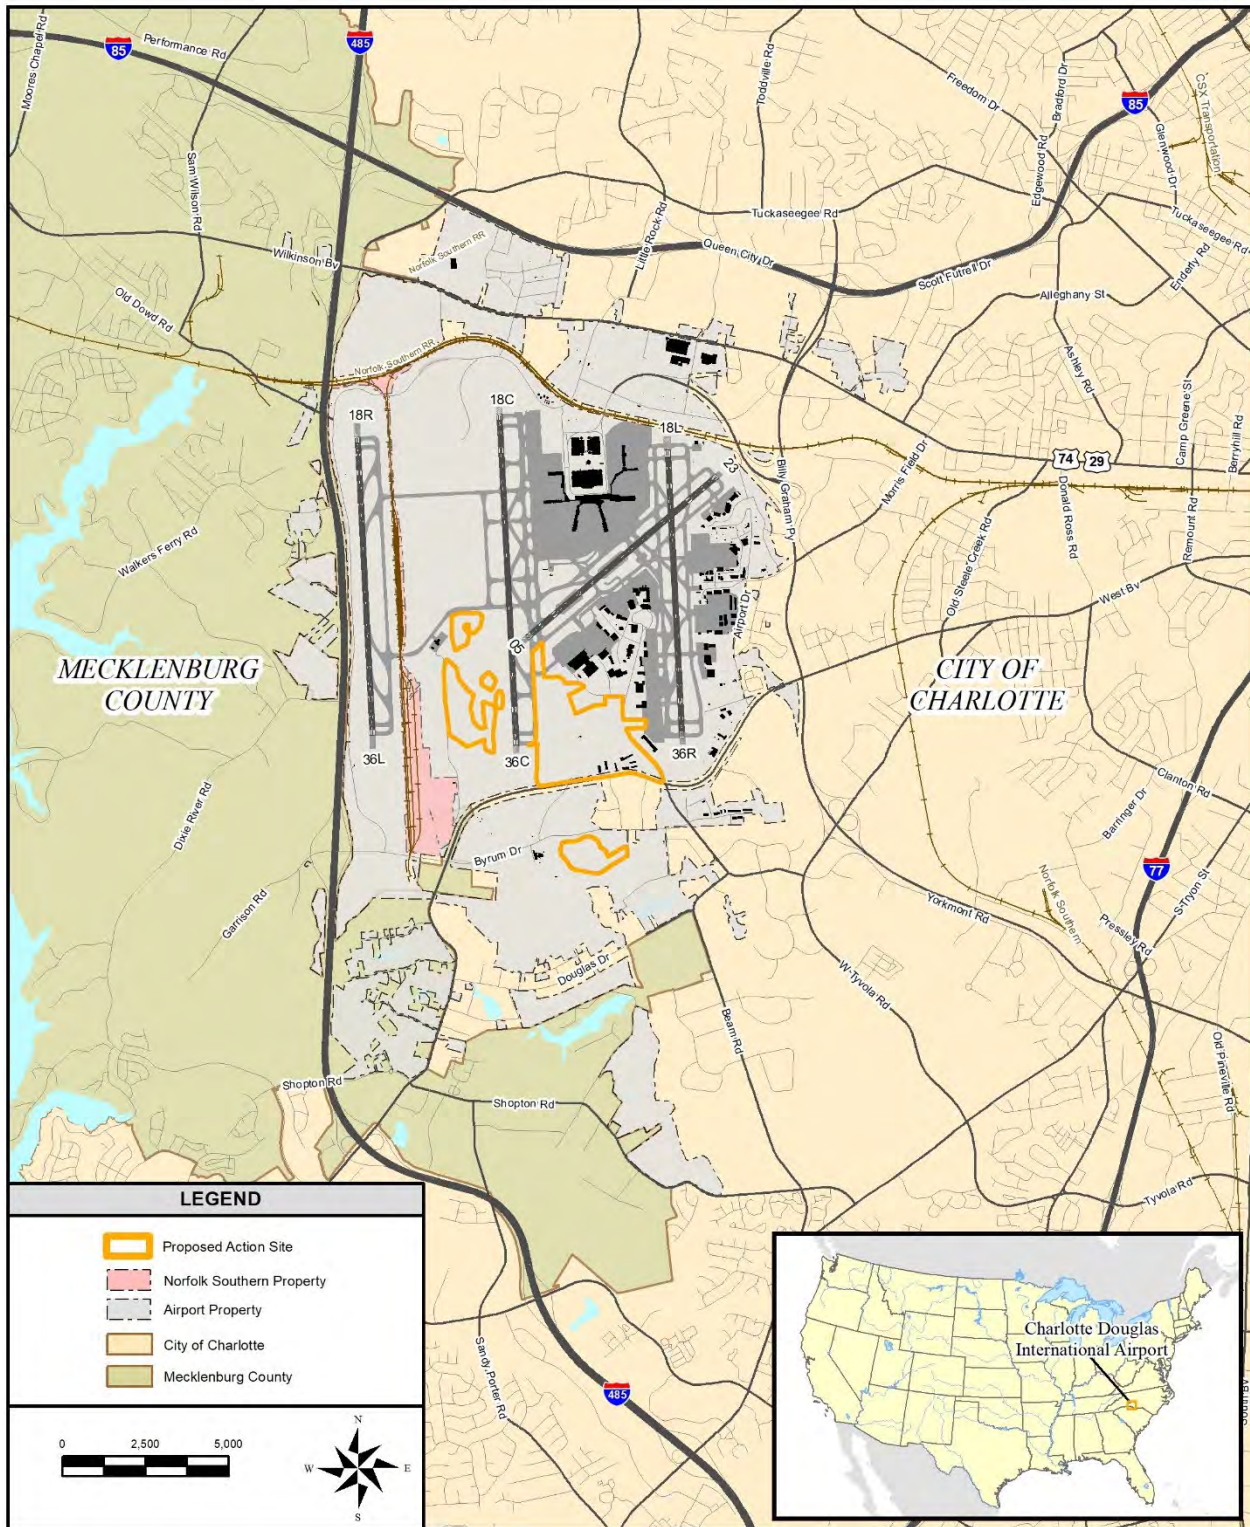 Moores Chapel Rd
85
Performance Rd
485
Sam Wilson Rd
Toddville Rd
Freedom Dr
Bradford Dr
85
CSX Transportation
Glenwood Dr
Edgewood Rd
Tuckaseegee Rd
Tuckaseegee Rd
Little Rock Rd
Queen City Dr
Scott Futrell Dr
Enderly Rd
Wilkinson Bv
Norfolk Southern RR
Old Dowd Rd
Alleghany St
Norfolk Southern RR
Ashley Rd
Camp Greene St
Berryhill Rd
18R
18C
18L
23
Billy Graham Py
Morris Field Dr
74
29
Donald Ross Rd
Remount Rd
Old Steele Creek Rd
Walkers Ferry Rd
West Bv
Airport Dr
05
MECKLENBURG
COUNTY
CITY OF
CHARLOTTE
36L
36C
36R
Clanton Rd
Barringer Dr
Dixie River Rd
Byrum Dr
77
S Tryon St
Garrison Rd
Yorkmont Rd
Norfolk Southern
Pressley Rd
Douglas Dr
W Tyvola Rd
Beam Rd
Old Pineville Rd
Shopton Rd
Shopton Rd
Tyvola Rd
Sandy Porter Rd
485
South Bv
LEGEND
Proposed Action Site
Norfolk Southern Property
Airport Property
City of Charlotte
Mecklenburg County
0 2,500 5,000
N
W E
S
Charlotte Douglas
International Airport